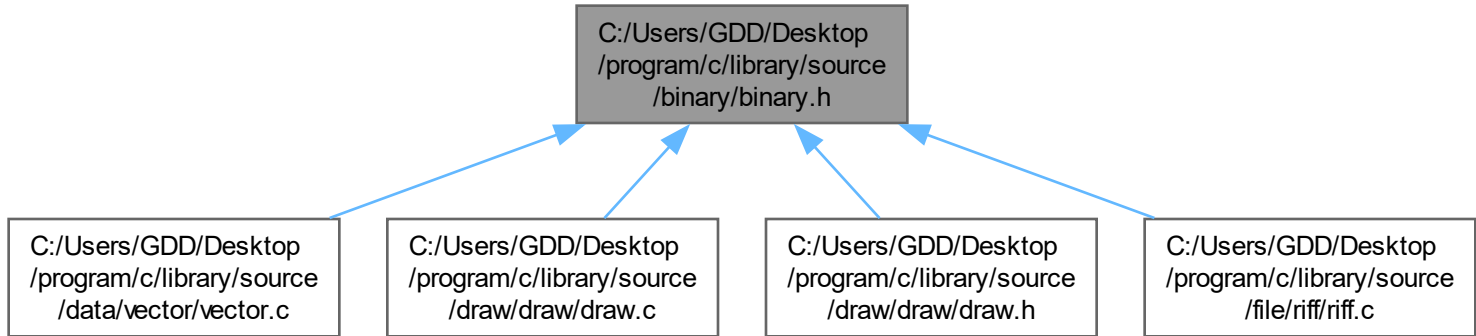 C:/Users/GDD/Desktop
/program/c/library/source
/binary/binary.h
C:/Users/GDD/Desktop
/program/c/library/source
/data/vector/vector.c
C:/Users/GDD/Desktop
/program/c/library/source
/draw/draw/draw.c
C:/Users/GDD/Desktop
/program/c/library/source
/draw/draw/draw.h
C:/Users/GDD/Desktop
/program/c/library/source
/file/riff/riff.c